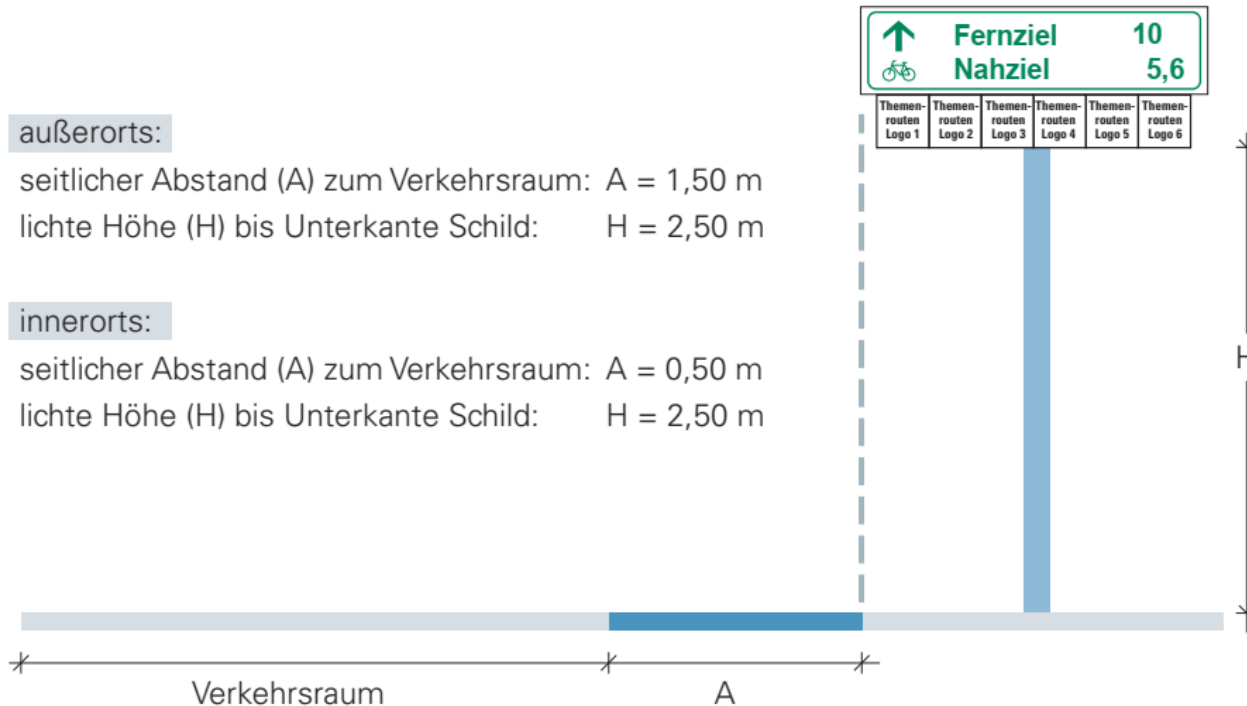 Fernziel 10
Nahziel 5,6
Themen-
routen
Logo 1
Themen-
routen
Logo 2
Themen-
routen
Logo 3
Themen-
routen
Logo 4
Themen-
routen
Logo 5
Themen-
routen
Logo 6
außerorts:
seitlicher Abstand (A) zum Verkehrsraum: A = 1,50 m
lichte Höhe (H) bis Unterkante Schild: H = 2,50 m
innerorts:
seitlicher Abstand (A) zum Verkehrsraum: A = 0,50 m
lichte Höhe (H) bis Unterkante Schild: H = 2,50 m
H
Verkehrsraum
A